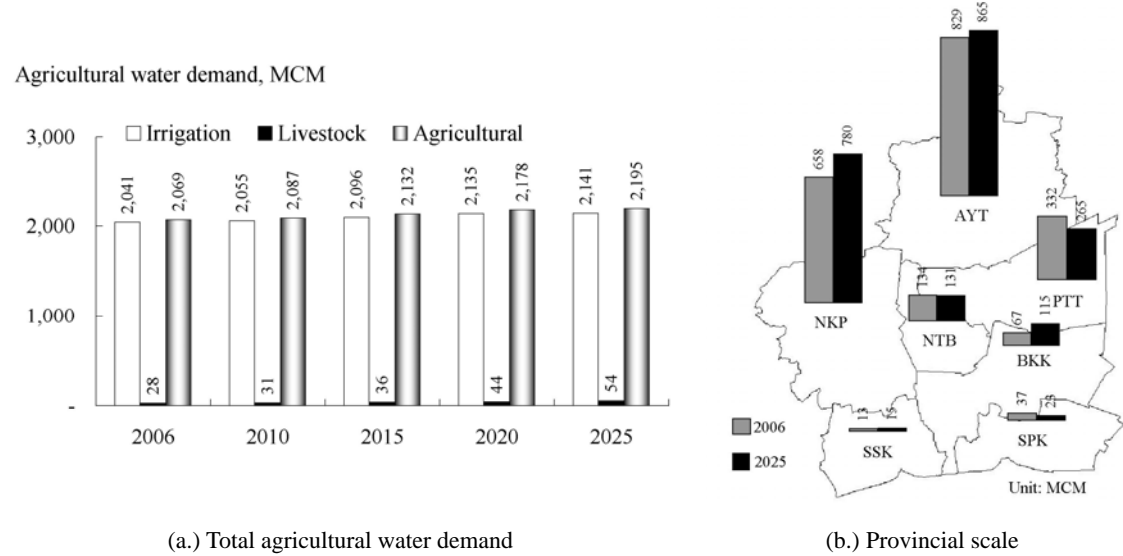 Agricultural water demand, MCM
Irrigation Livestock Agricultural
3,000
2,000
1,000
-
2,041 2,069 2,055 2,087 2,096 2,132 2,135 2,178 2,141 2,195
28 31 36 44 54
2006 2010 2015 2020 2025
829 865
AYT
658 780
NKP
332 265
PTT
134 131
NTB
67 115
BKK
13 15
SSK
37
SPK
2006
2025
Unit: MCM
(a.) Total agricultural water demand
(b.) Provincial scale